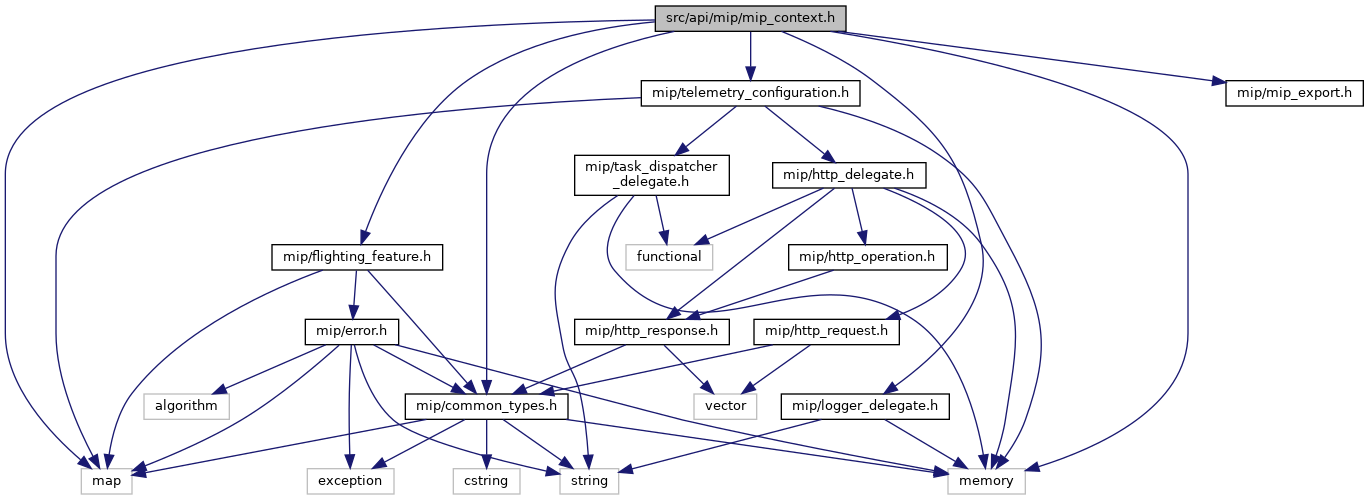 src/api/mip/mip_context.h
mip/telemetry_configuration.h
mip/mip_export.h
mip/task_dispatcher
_delegate.h
mip/http_delegate.h
mip/flighting_feature.h
functional
mip/http_operation.h
mip/error.h
mip/http_response.h
mip/http_request.h
algorithm
mip/common_types.h
vector
mip/logger_delegate.h
map
exception
cstring
string
memory